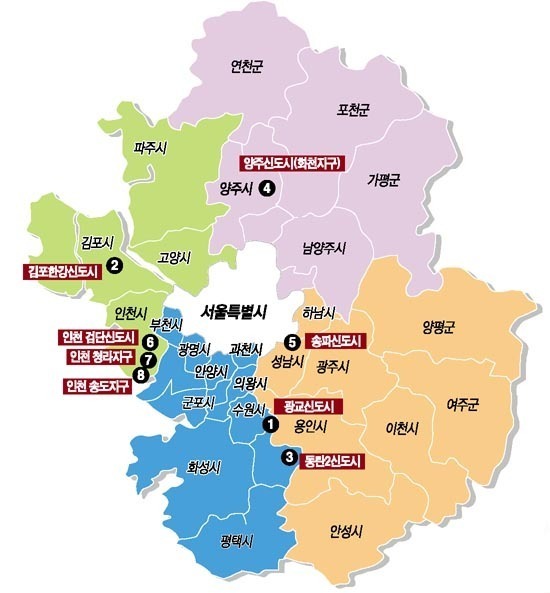 연천군
포천군
파주시
양주신도시(회천지구)
양주시
4
가평군
김포시
2
고양시
남양주시
김포한강신도시
인천시
서울특별시
하남시
부천시
양평군
인천 검단신도시
6
광명시
과천시
5
송파신도시
인천 청라지구
7
안양시
성남시
광주시
8
의왕시
인천 송도지구
군포시
수원시
광교신도시
여주군
1
용인시
이천시
3
동탄2신도시
화성시
평택시
안성시